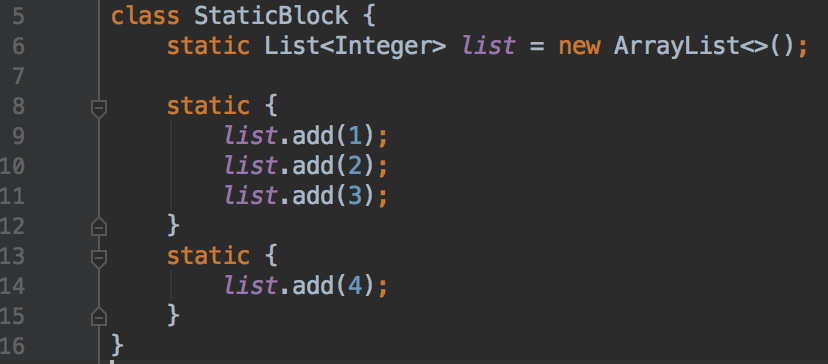 5 class StaticBlock {
6 static List<Integer> list = new ArrayList<>();
7
8 static {
9 list.add(1);
10 list.add(2);
11 list.add(3);
12 }
13 static {
14 list.add(4);
15 }
16 }